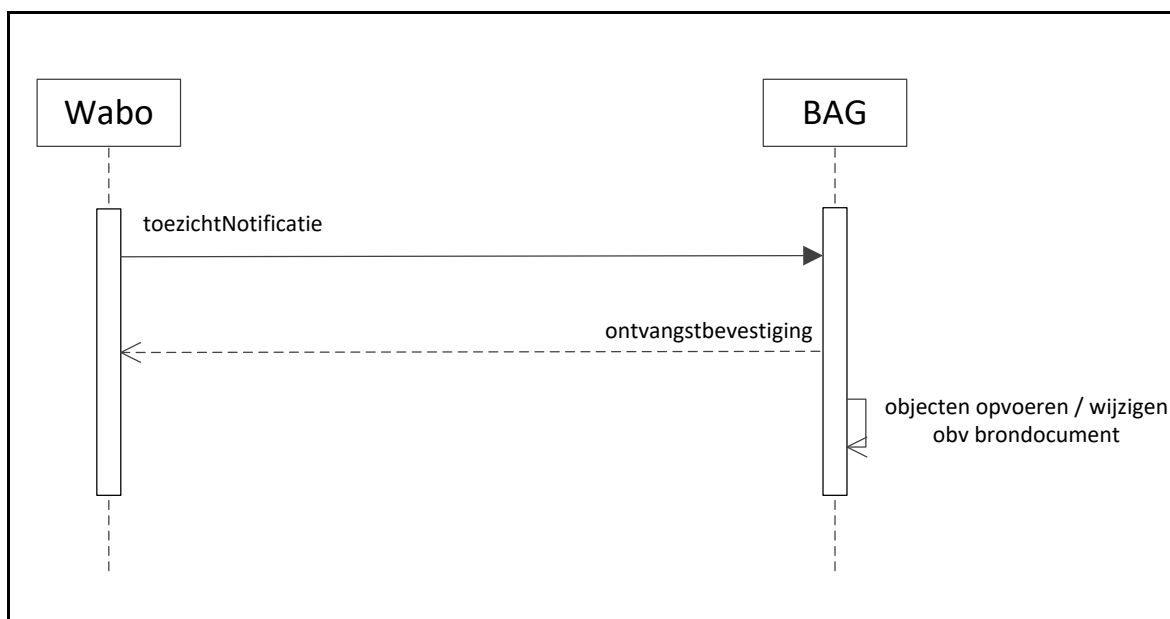 Wabo
BAG
toezichtNotificatie
ontvangstbevestiging
objecten opvoeren / wijzigen
obv brondocument